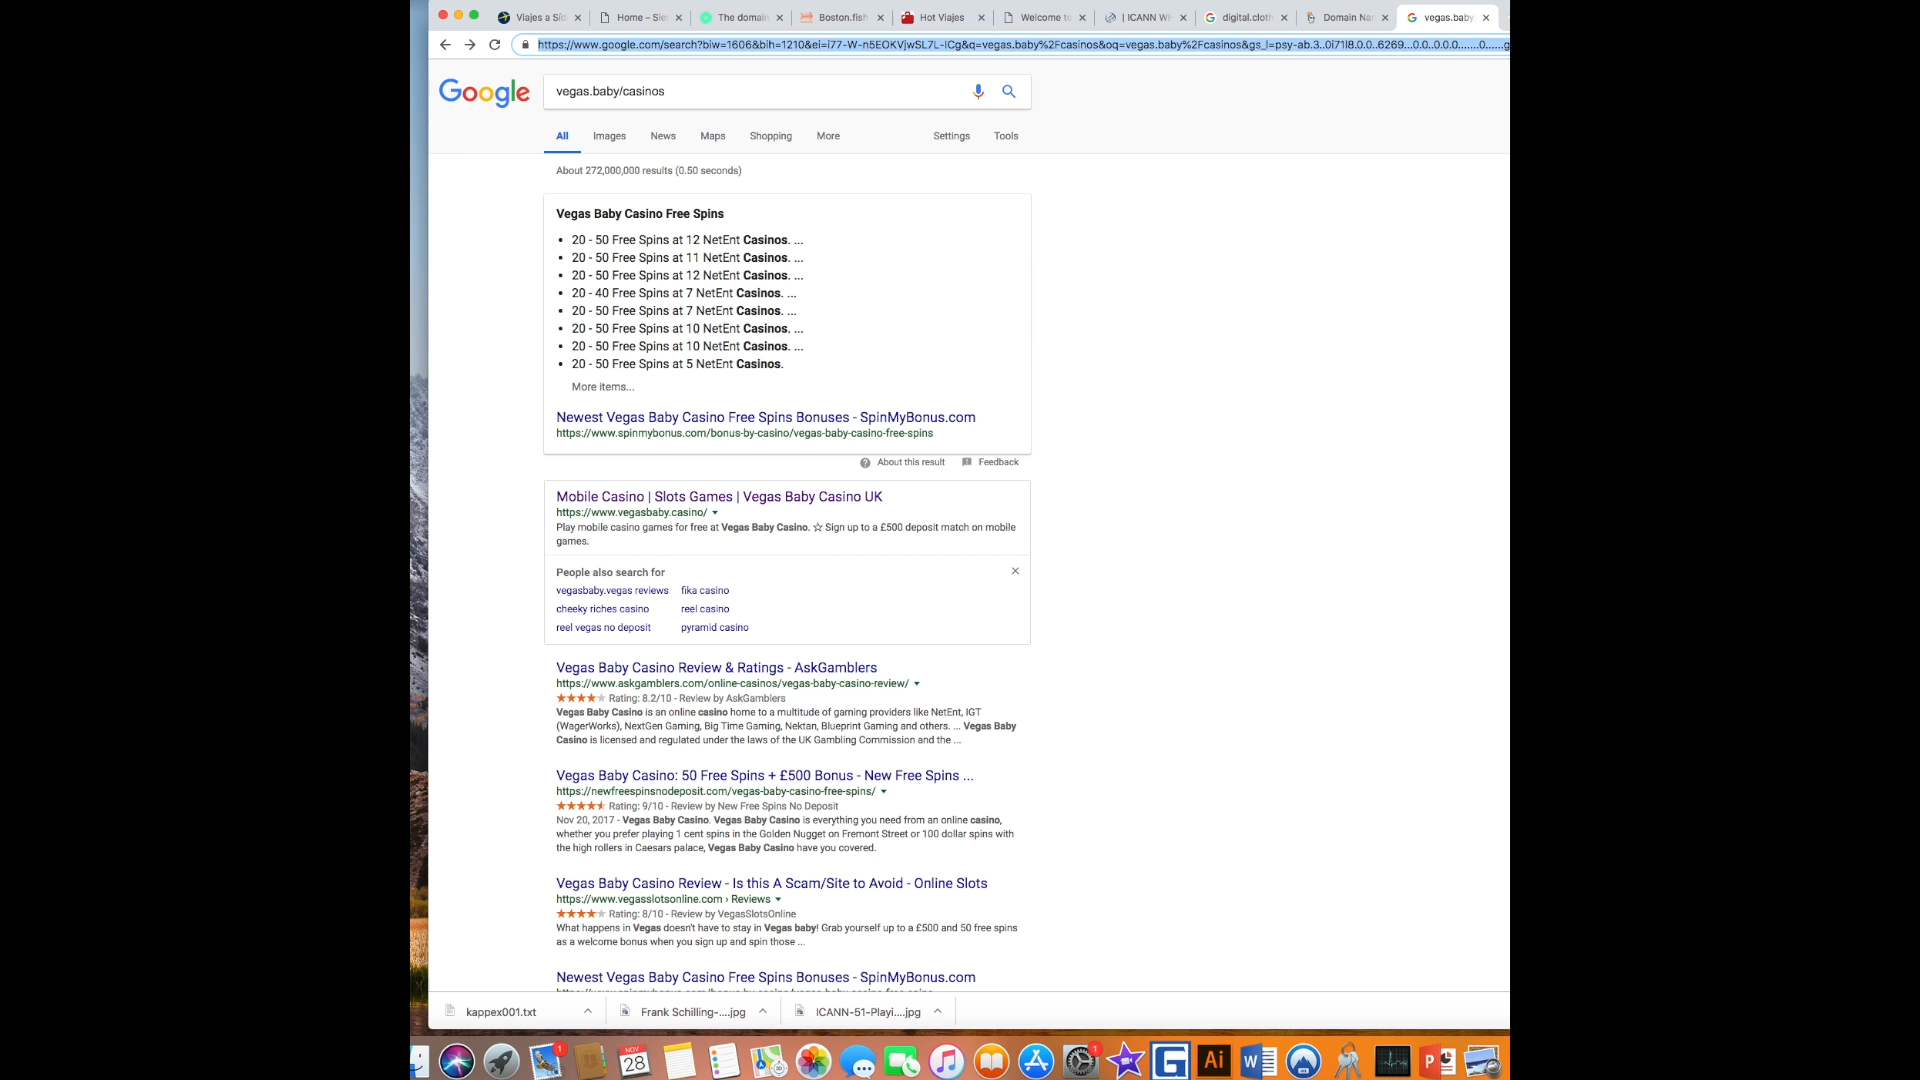 Viajes a Sid
Home – Sie
The domain
Boston.fish
Hot Viajes
Welcome to
| ICANN WH
digital.cloth
Domain Na
vegas.baby
https://www.google.com/search?biw=1606&bih=1210&ei=i77-W-n5EOKVjwSL7L-ICg&q=vegas.baby%2Fcasinos&oq=vegas.baby%2Fcasinos&gs_l=psy-ab.3..0i71l8.0.0..6269...0.0..0.0.0.......0......g
Google
vegas.baby/casinos
All Images News Maps Shopping More Settings Tools
About 272,000,000 results (0.50 seconds)
Vegas Baby Casino Free Spins
• 20 - 50 Free Spins at 12 NetEnt Casinos. ...
• 20 - 50 Free Spins at 11 NetEnt Casinos. ...
• 20 - 50 Free Spins at 12 NetEnt Casinos. ...
• 20 - 40 Free Spins at 7 NetEnt Casinos. ...
• 20 - 50 Free Spins at 7 NetEnt Casinos. ...
• 20 - 50 Free Spins at 10 NetEnt Casinos. ...
• 20 - 50 Free Spins at 10 NetEnt Casinos. ...
• 20 - 50 Free Spins at 5 NetEnt Casinos.
More items...
Newest Vegas Baby Casino Free Spins Bonuses - SpinMyBonus.com
https://www.spinmybonus.com/bonus-by-casino/vegas-baby-casino-free-spins
About this result Feedback
Mobile Casino | Slots Games | Vegas Baby Casino UK
https://www.vegasbaby.casino/
Play mobile casino games for free at Vegas Baby Casino. ☆ Sign up to a £500 deposit match on mobile
games.
People also search for
vegasbaby.vegas reviews fika casino
cheeky riches casino reel casino
reel vegas no deposit pyramid casino
Vegas Baby Casino Review & Ratings - AskGamblers
https://www.askgamblers.com/online-casinos/vegas-baby-casino-review/
Rating: 8.2/10 - Review by AskGamblers
Vegas Baby Casino is an online casino home to a multitude of gaming providers like NetEnt, IGT
(WagerWorks), NextGen Gaming, Big Time Gaming, Nektan, Blueprint Gaming and others. ... Vegas Baby
Casino is licensed and regulated under the laws of the UK Gambling Commission and the ...
Vegas Baby Casino: 50 Free Spins + £500 Bonus - New Free Spins ...
https://newfreespinsnodeposit.com/vegas-baby-casino-free-spins/
Rating: 9/10 - Review by New Free Spins No Deposit
Nov 20, 2017 - Vegas Baby Casino. Vegas Baby Casino is everything you need from an online casino,
whether you prefer playing 1 cent spins in the Golden Nugget on Fremont Street or 100 dollar spins with
the high rollers in Caesars palace, Vegas Baby Casino have you covered.
Vegas Baby Casino Review - Is this A Scam/Site to Avoid - Online Slots
https://www.vegasslotsonline.com › Reviews
Rating: 8/10 - Review by VegasSlotsOnline
What happens in Vegas doesn't have to stay in Vegas baby! Grab yourself up to a £500 and 50 free spins
as a welcome bonus when you sign up and spin those ...
Newest Vegas Baby Casino Free Spins Bonuses - SpinMyBonus.com
kappex001.txt
Frank Schilling-....jpg
ICANN-51-Playi....jpg
1
NOV
28
1
Ai
W
P